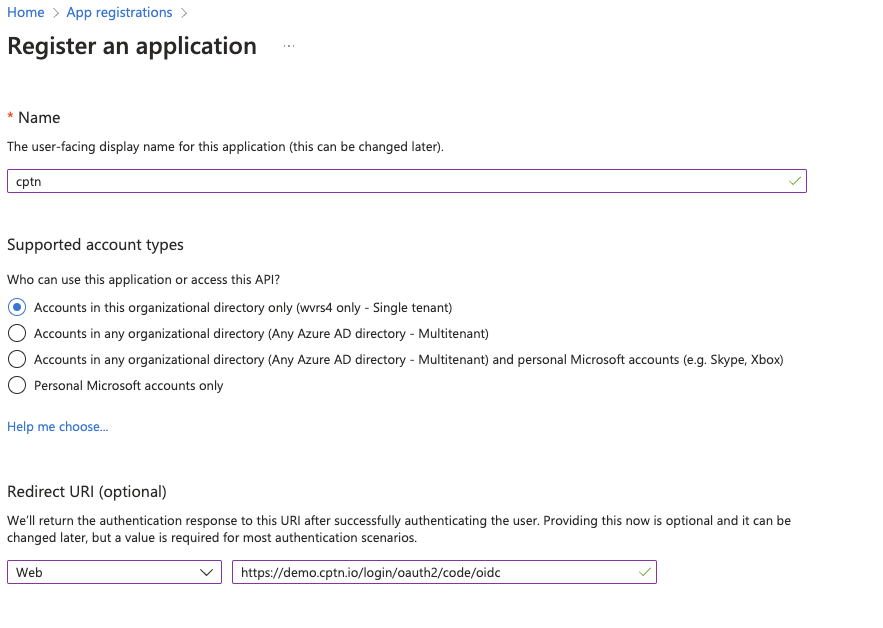 Home > App registrations >
Register an application ...
* Name
The user-facing display name for this application (this can be changed later).
cptn
Supported account types
Who can use this application or access this API?
Accounts in this organizational directory only (wvrs4 only - Single tenant)
Accounts in any organizational directory (Any Azure AD directory - Multitenant)
Accounts in any organizational directory (Any Azure AD directory - Multitenant) and personal Microsoft accounts (e.g. Skype, Xbox)
Personal Microsoft accounts only
Help me choose...
Redirect URI (optional)
We'll return the authentication response to this URI after successfully authenticating the user. Providing this now is optional and it can be
changed later, but a value is required for most authentication scenarios.
Web https://demo.cptn.io/login/oauth2/code/oidc